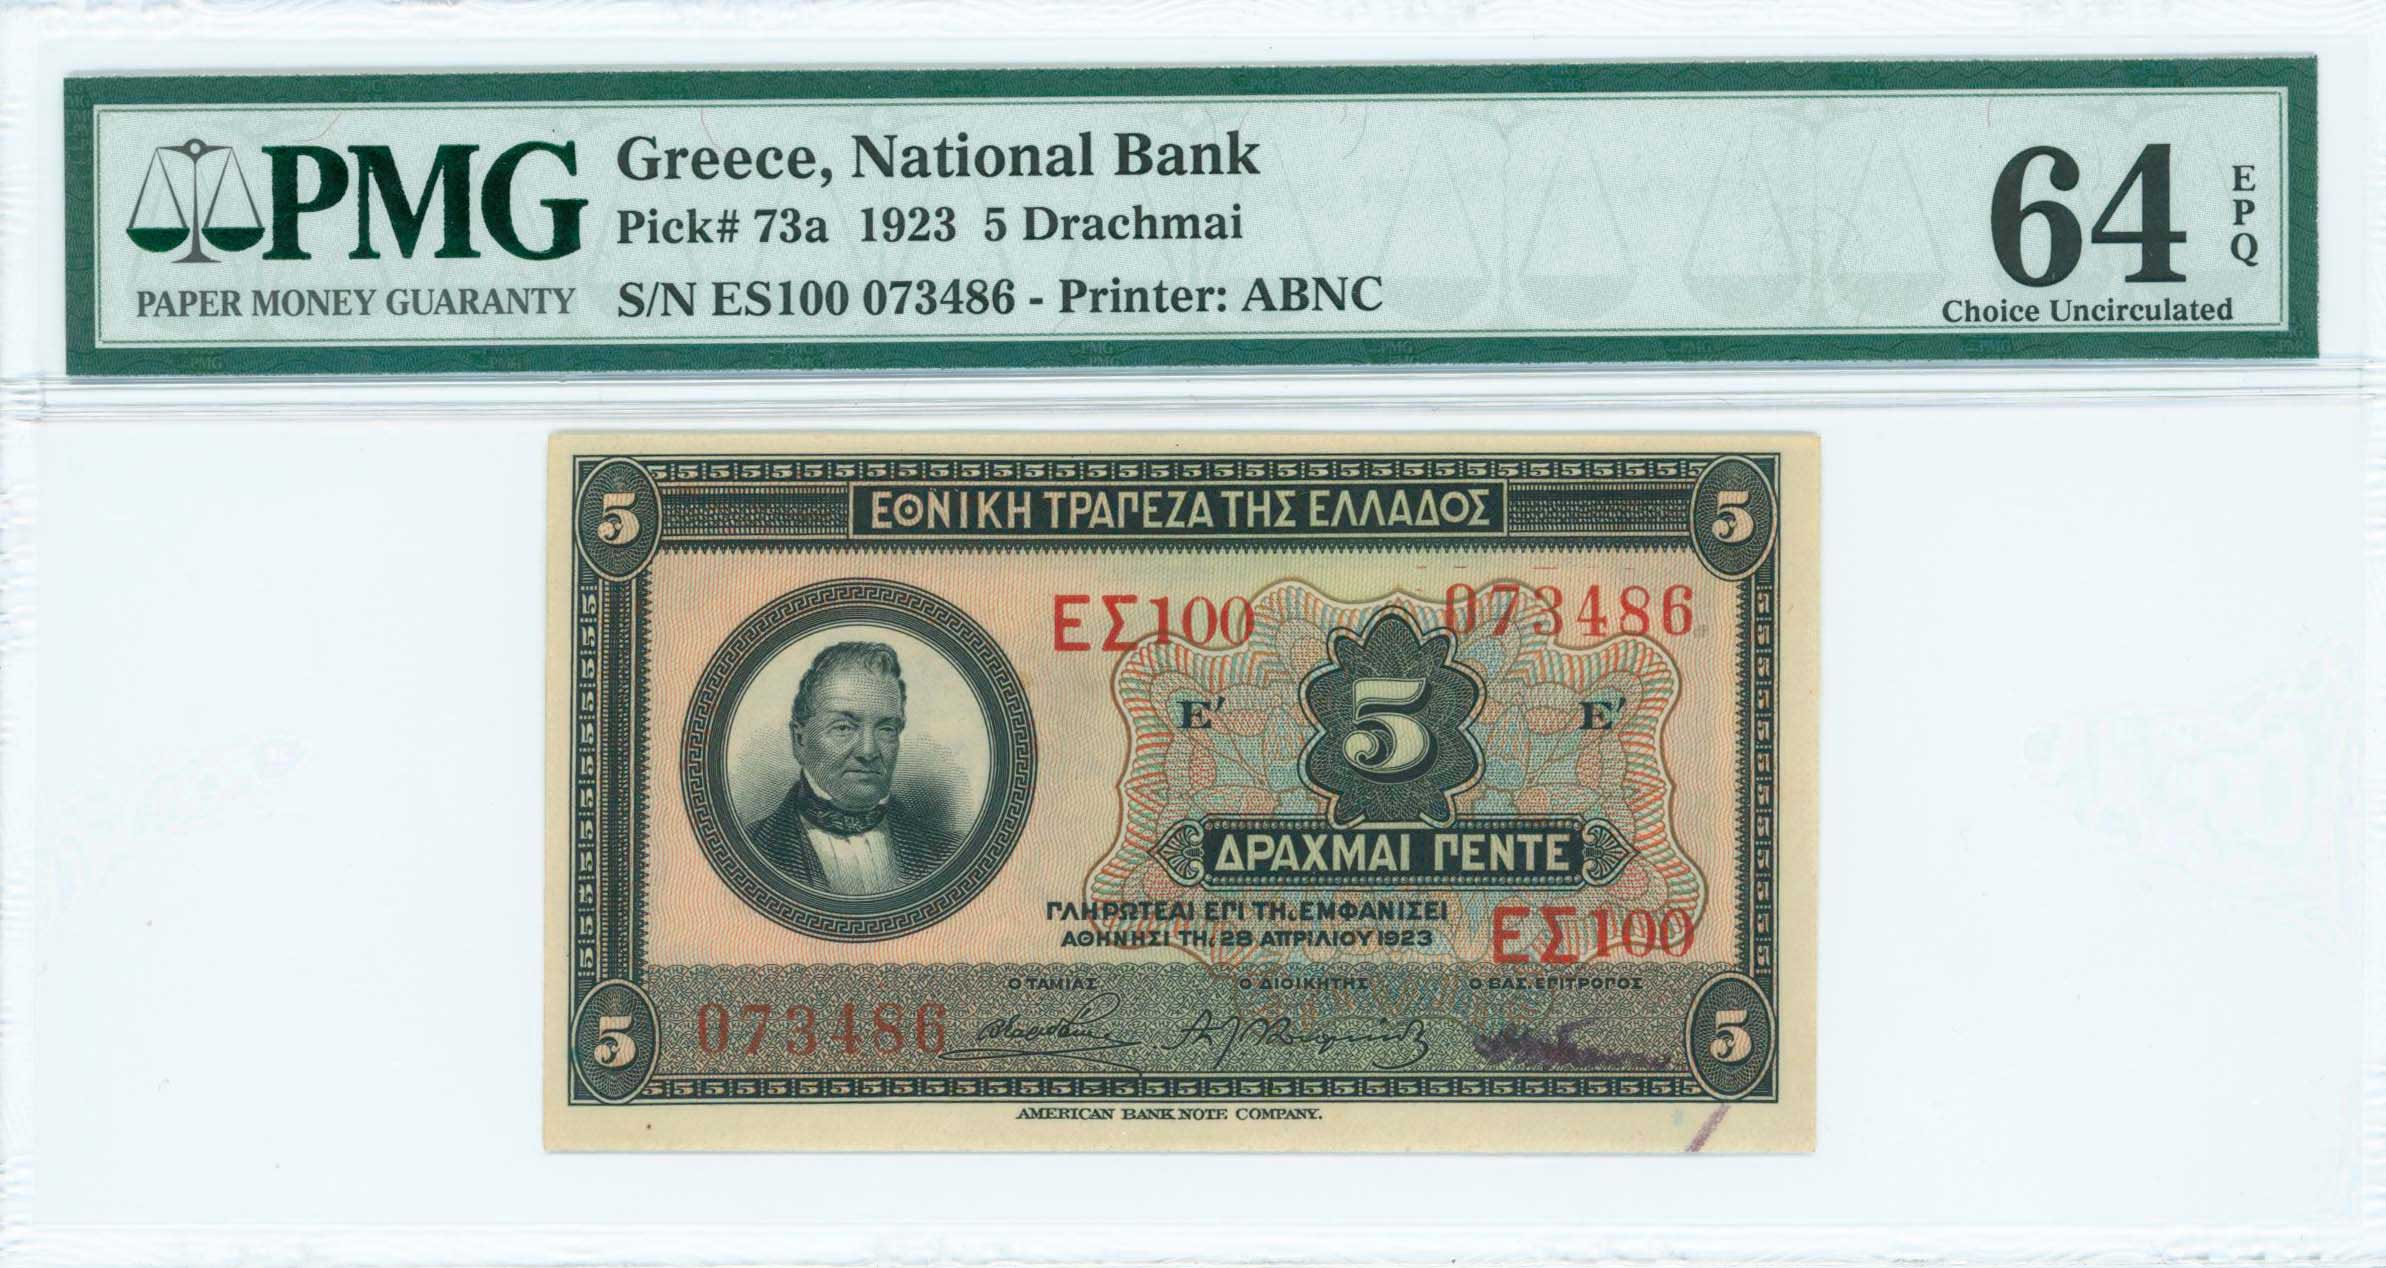 PMG
PAPER MONEY GUARANTY
Greece, National Bank
Pick# 73a 1923 5 Drachmai
S/N ES100 073486 - Printer: ABNC
64
EPQ
Choice Uncirculated
5 5
ΕΘΝΙΚΗ ΤΡΑΠΕΖΑ ΤΗΣ ΕΛΛΑΔΟΣ
ΕΣ100 073486
Ε' 5 Ε'
ΔΡΑΧΜΑΙ ΠΕΝΤΕ
ΠΛΗΡΩΤΕΑΙ ΕΠΙ ΤΗι ΕΜΦΑΝΙΣΕΙ
ΑΘΗΝΗΣΙ ΤΗι 28 ΑΠΡΙΛΙΟΥ 1923
ΕΣ100
Ο ΤΑΜΙΑΣ Ο ΔΙΟΙΚΗΤΗΣ Ο ΒΑΣ. ΕΠΙΤΡΟΠΟΣ
073486
5 5
AMERICAN BANK NOTE COMPANY.